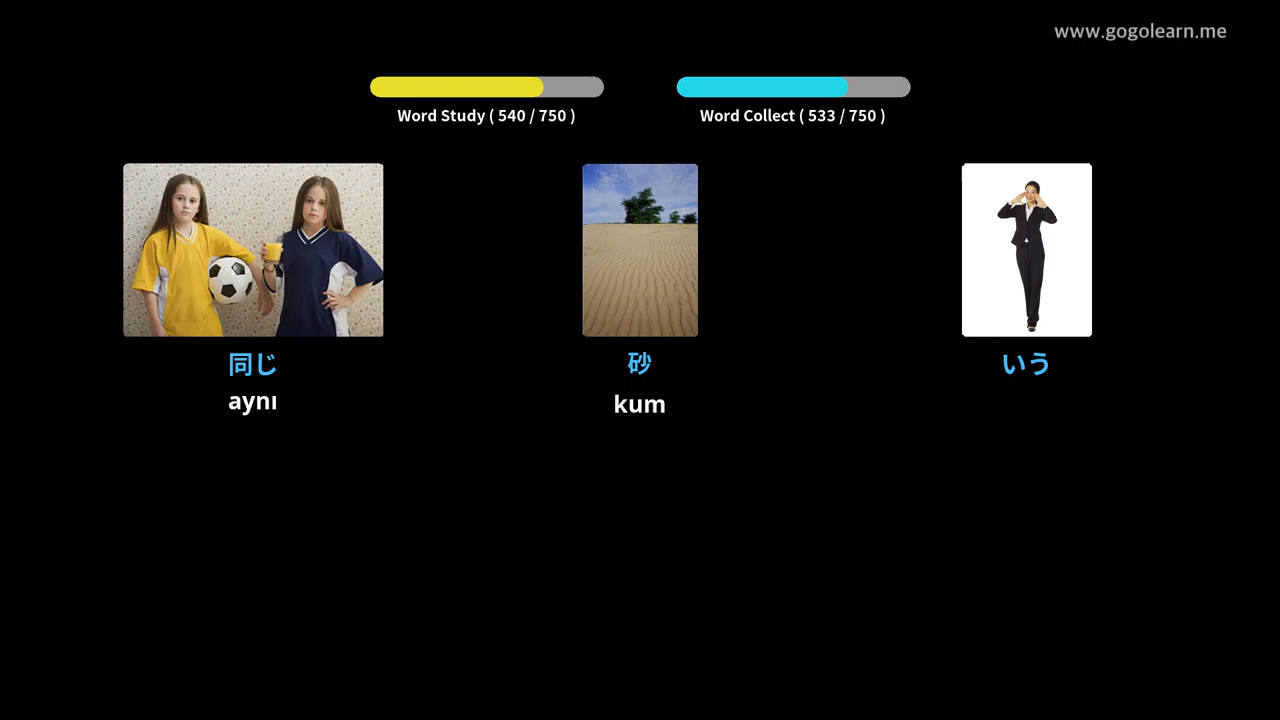 www.gogolearn.me
Word Study ( 540 / 750 )
Word Collect ( 533 / 750 )
同じ
砂
いう
aynı
kum